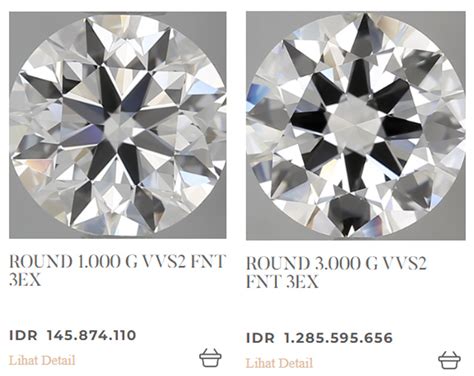 ROUND 1.000 G VVS2 FNT
3EX
IDR 145.874.110
Lihat Detail
ROUND 3.000 G VVS2
FNT 3EX
IDR 1.285.595.656
Lihat Detail